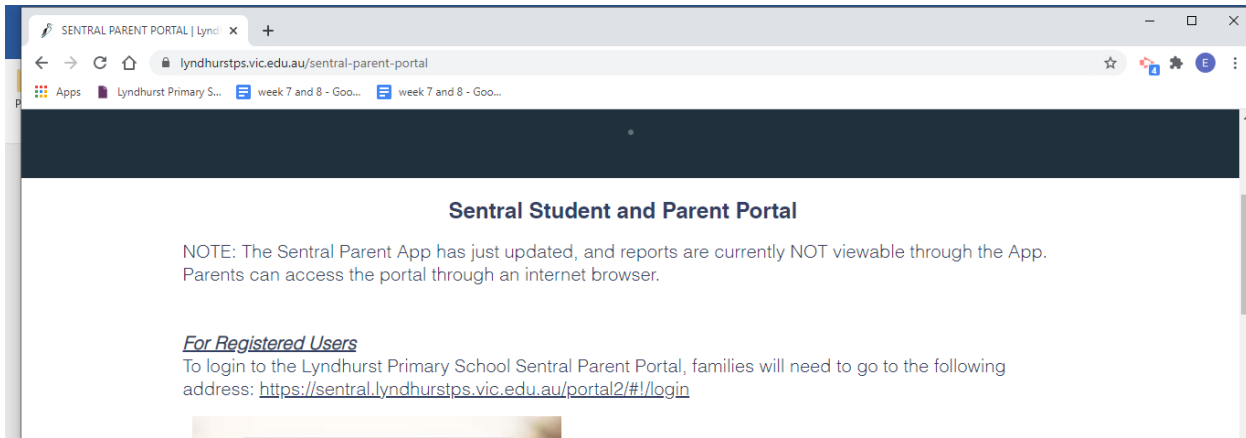 SENTRAL PARENT PORTAL | Lynd
lyndhurstps.vic.edu.au/sentral-parent-portal
E
4
Apps Lyndhurst Primary S... week 7 and 8 - Goo... week 7 and 8 - Goo...
Sentral Student and Parent Portal
NOTE: The Sentral Parent App has just updated, and reports are currently NOT viewable through the App.
Parents can access the portal through an internet browser.
For Registered Users
To login to the Lyndhurst Primary School Sentral Parent Portal, families will need to go to the following
address: https://sentral.lyndhurstps.vic.edu.au/portal2/#!/login